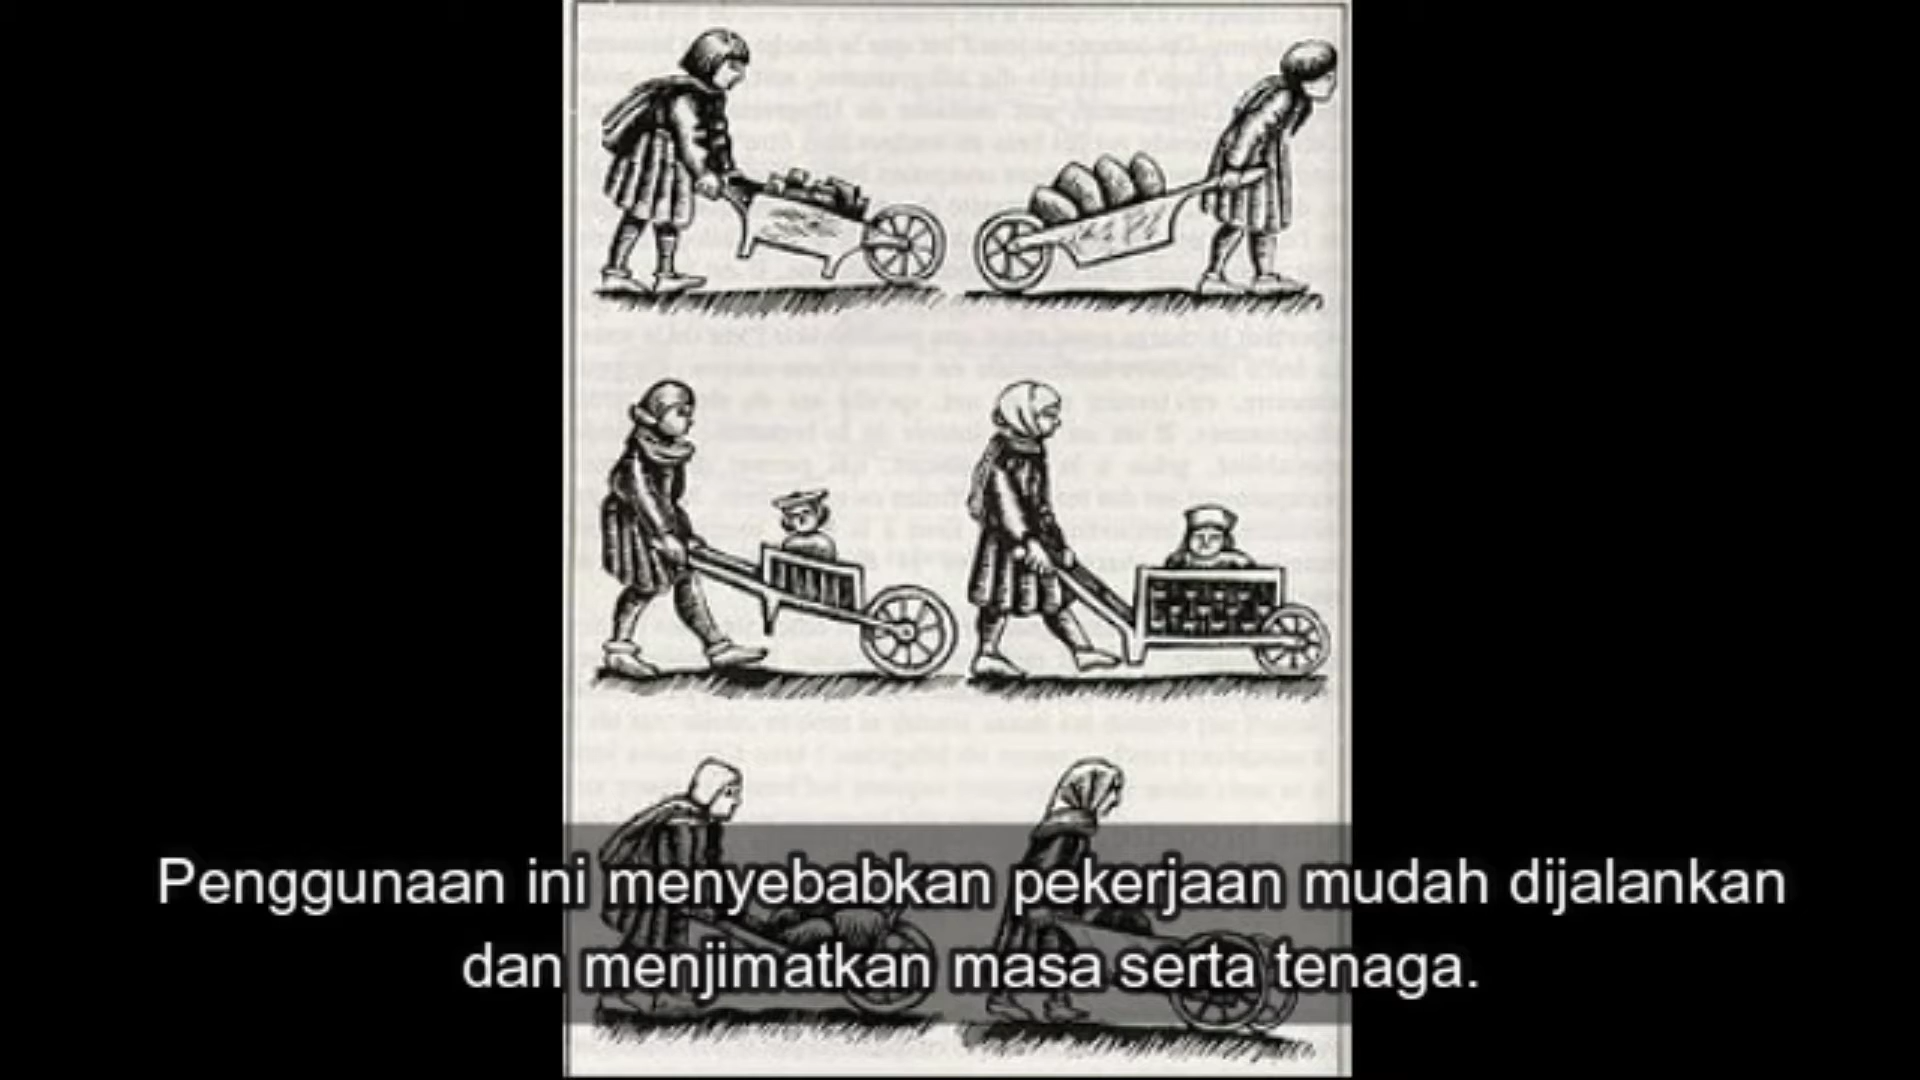 Penggunaan ini menyebabkan pekerjaan mudah dijalankan
dan menjimatkan masa serta tenaga.